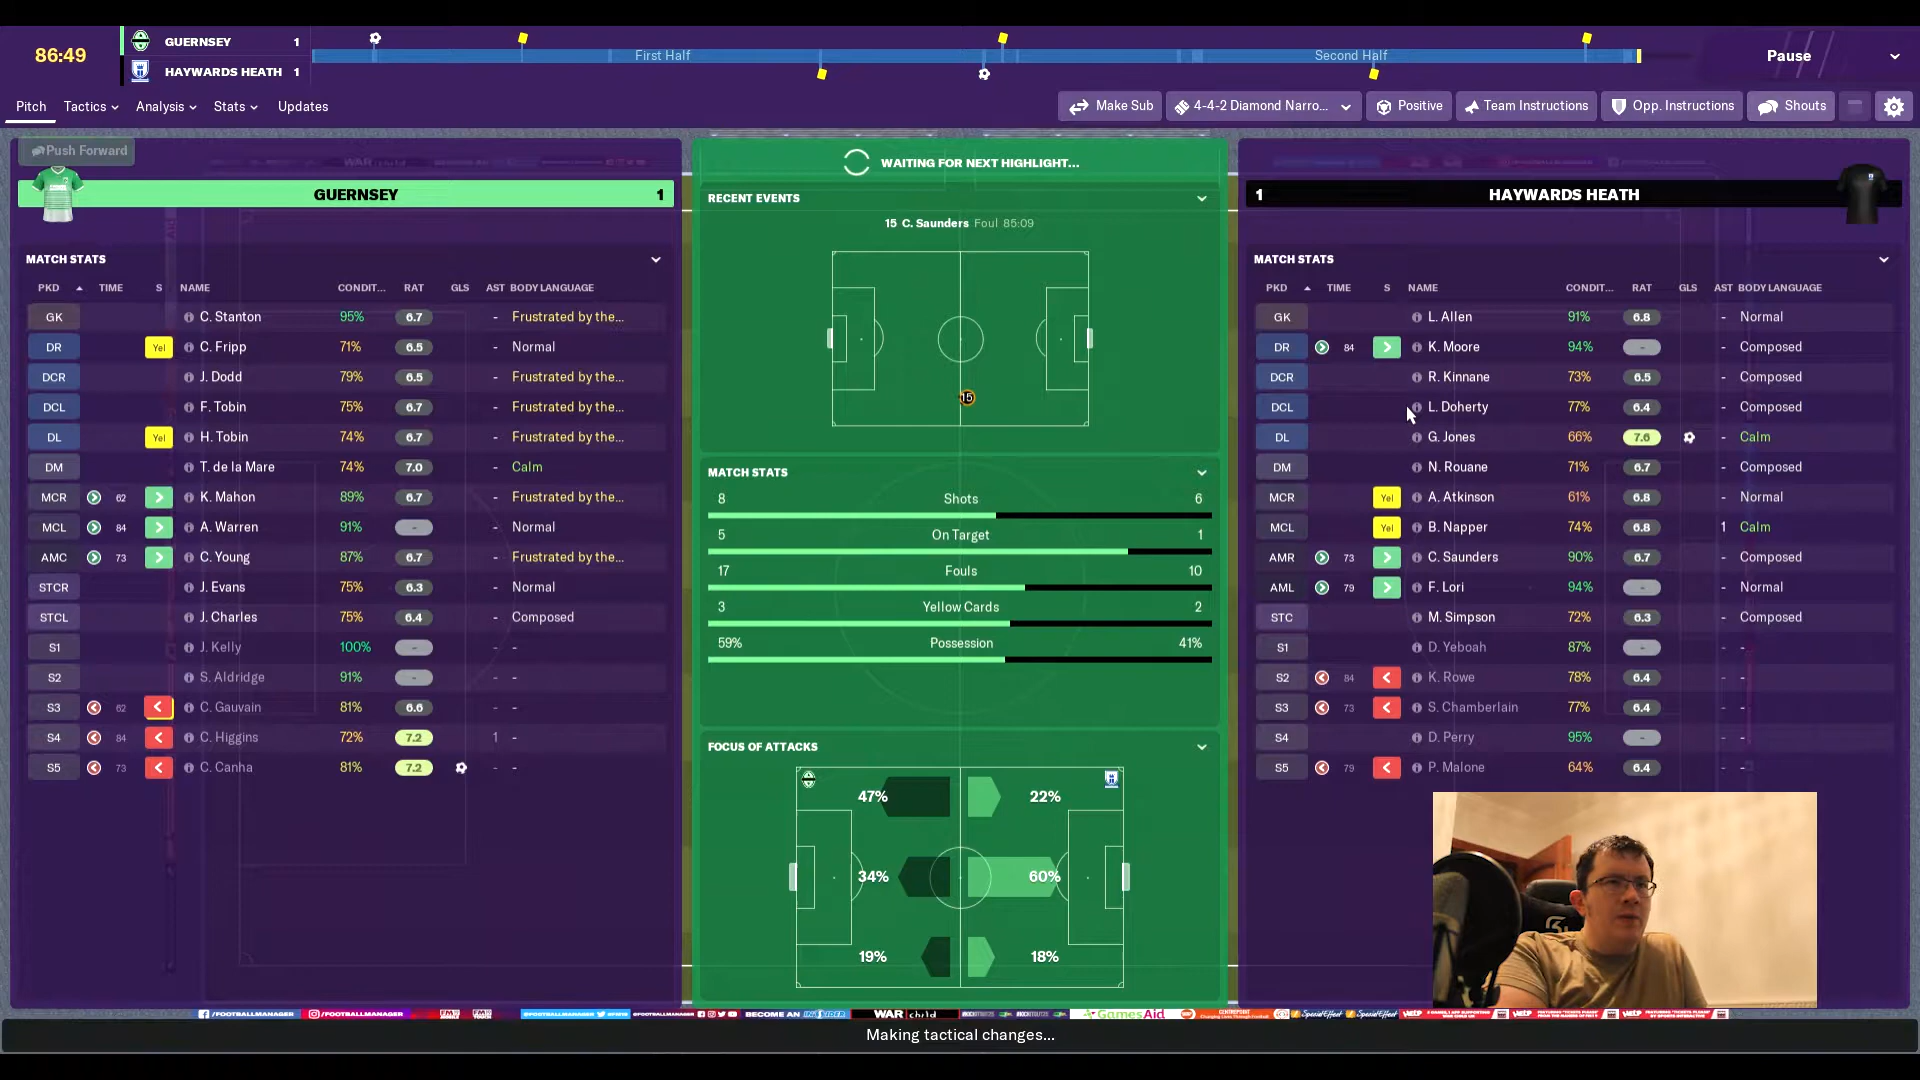 86:49
GUERNSEY 1
HAYWARDS HEATH 1
First Half
Second Half
Pause
Pitch Tactics Analysis Stats Updates
Make Sub 4-4-2 Diamond Narro... Positive Team Instructions Opp. Instructions Shouts
Push Forward
GUERNSEY 1
MATCH STATS
PKD TIME S NAME CONDIT... RAT GLS AST BODY LANGUAGE
GK C. Stanton 95% 6.7 - Frustrated by the...
DR Yel C. Fripp 71% 6.5 - Normal
DCR J. Dodd 79% 6.5 - Frustrated by the...
DCL F. Tobin 75% 6.7 - Frustrated by the...
DL Yel H. Tobin 74% 6.7 - Frustrated by the...
DM T. de la Mare 74% 7.0 - Calm
MCR 62 K. Mahon 89% 6.7 - Frustrated by the...
MCL 84 A. Warren 91% - - Normal
AMC 73 C. Young 87% 6.7 - Frustrated by the...
STCR J. Evans 75% 6.3 - Normal
STCL J. Charles 75% 6.4 - Composed
S1 J. Kelly 100% - - -
S2 S. Aldridge 91% - - -
S3 62 C. Gauvain 81% 6.6 - -
S4 84 C. Higgins 72% 7.2 1 -
S5 73 C. Canha 81% 7.2 - -
WAITING FOR NEXT HIGHLIGHT...
RECENT EVENTS
15 C. Saunders Foul 85:09
15
MATCH STATS
8 Shots 6
5 On Target 1
17 Fouls 10
3 Yellow Cards 2
59% Possession 41%
FOCUS OF ATTACKS
47% 22%
34% 60%
19% 18%
1 HAYWARDS HEATH
MATCH STATS
PKD TIME S NAME CONDIT... RAT GLS AST BODY LANGUAGE
GK L. Allen 91% 6.8 - Normal
DR 84 K. Moore 94% - - Composed
DCR R. Kinnane 73% 6.5 - Composed
DCL L. Doherty 77% 6.4 - Composed
DL G. Jones 66% 7.6 - Calm
DM N. Rouane 71% 6.7 - Composed
MCR Yel A. Atkinson 61% 6.8 - Normal
MCL Yel B. Napper 74% 6.8 1 Calm
AMR 73 C. Saunders 90% 6.7 - Composed
AML 79 F. Lori 94% - - Normal
STC M. Simpson 72% 6.3 - Composed
S1 D. Yeboah 87% - - -
S2 84 K. Rowe 78% 6.4 - -
S3 73 S. Chamberlain 77% 6.4 - -
S4 D. Perry 95% - - -
S5 79 P. Malone 64% 6.4 - -
/FOOTBALLMANAGER /FOOTBALLMANAGER BECOME AN INSIDER WAR child GamesAid SpecialEffect SpecialEffect
Making tactical changes...